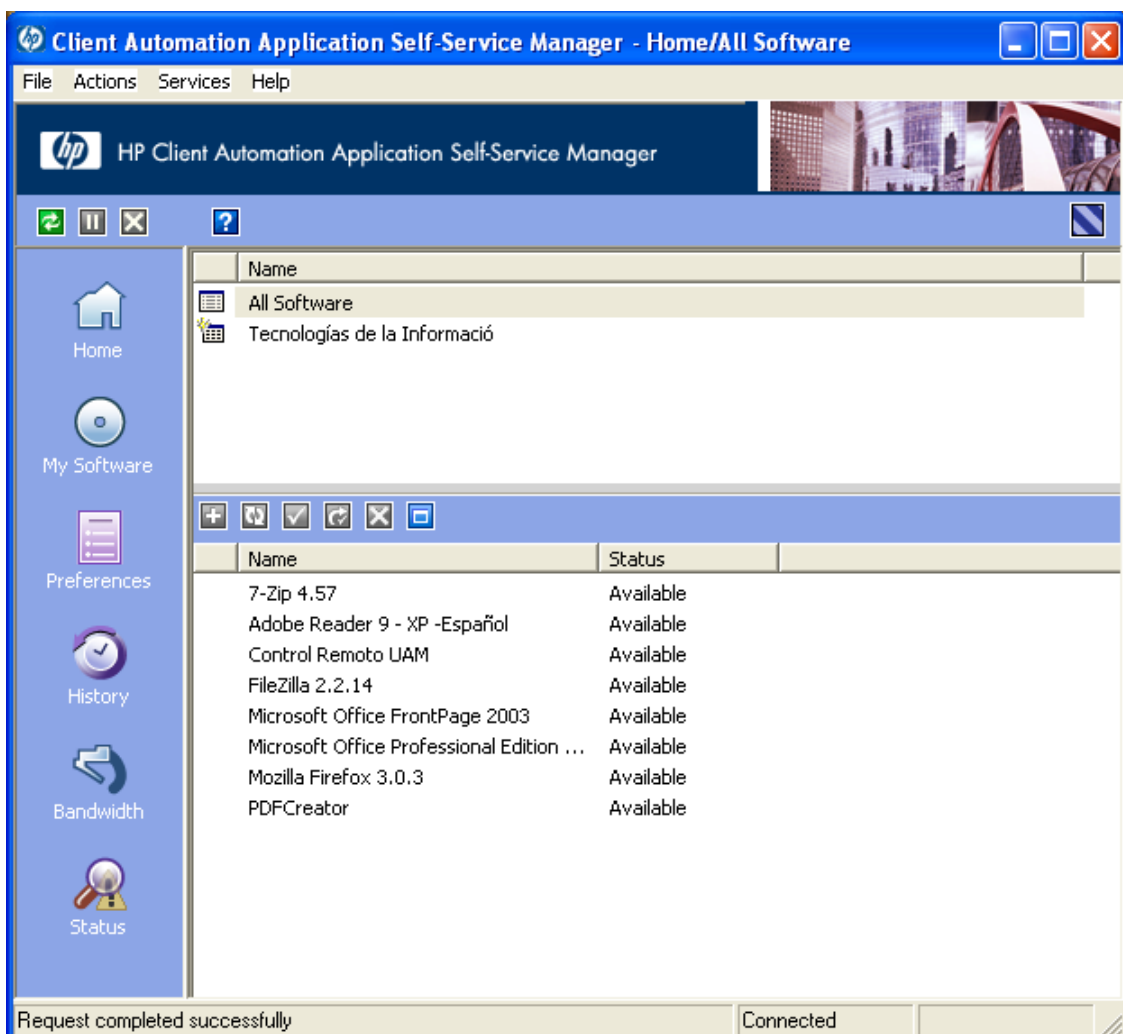 Client Automation Application Self-Service Manager - Home/All Software
File Actions Services Help
hp HP Client Automation Application Self-Service Manager
?
Name
All Software
Tecnologías de la Informació
Home
My Software
Preferences
History
Bandwidth
Status
Name Status
7-Zip 4.57 Available
Adobe Reader 9 - XP -Español Available
Control Remoto UAM Available
FileZilla 2.2.14 Available
Microsoft Office FrontPage 2003 Available
Microsoft Office Professional Edition ... Available
Mozilla Firefox 3.0.3 Available
PDFCreator Available
Request completed successfully Connected